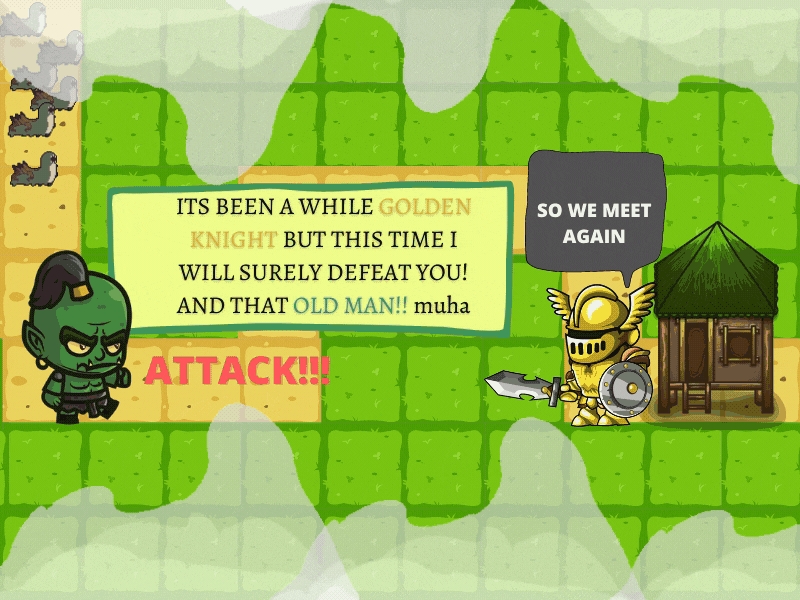 ITS BEEN A WHILE GOLDEN
KNIGHT BUT THIS TIME I
WILL SURELY DEFEAT YOU!
AND THAT OLD MAN!! muha
SO WE MEET
AGAIN
ATTACK!!!